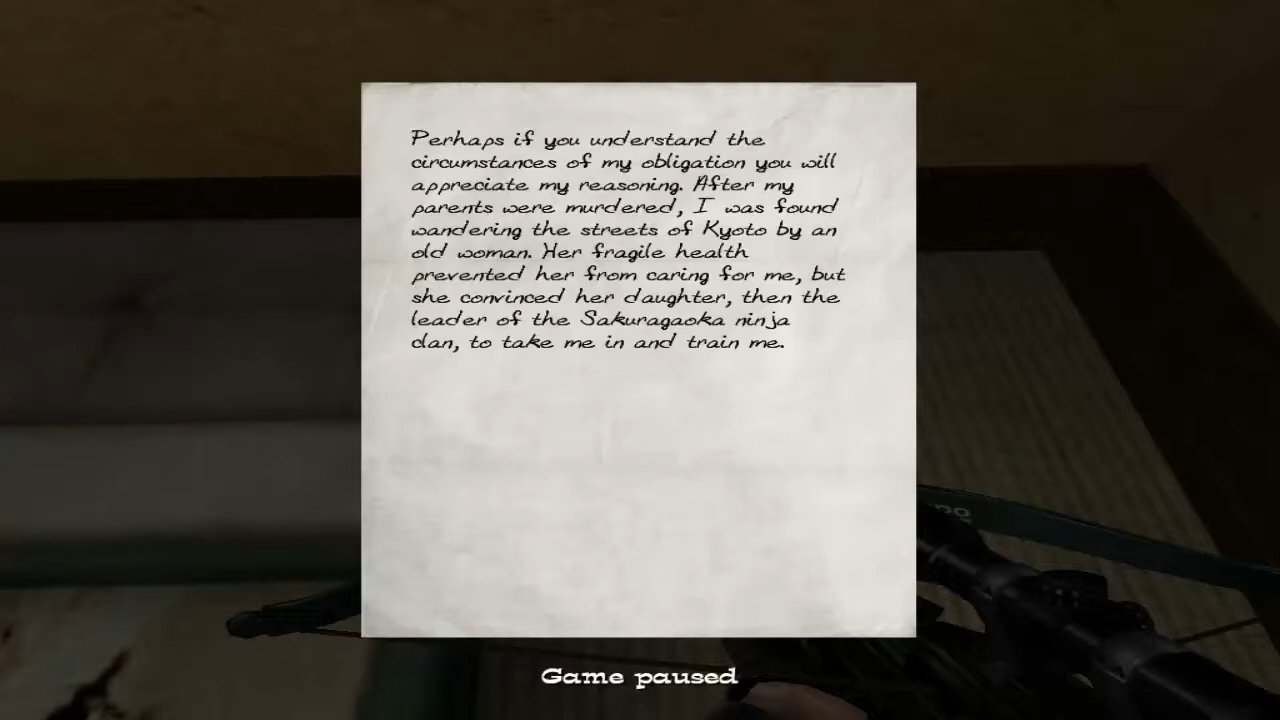 Perhaps if you understand the
circumstances of my obligation you will
appreciate my reasoning. After my
parents were murdered, I was found
wandering the streets of Kyoto by an
old woman. Her fragile health
prevented her from caring for me, but
she convinced her daughter, then the
leader of the Sakuragaoka ninja
clan, to take me in and train me.
Game paused